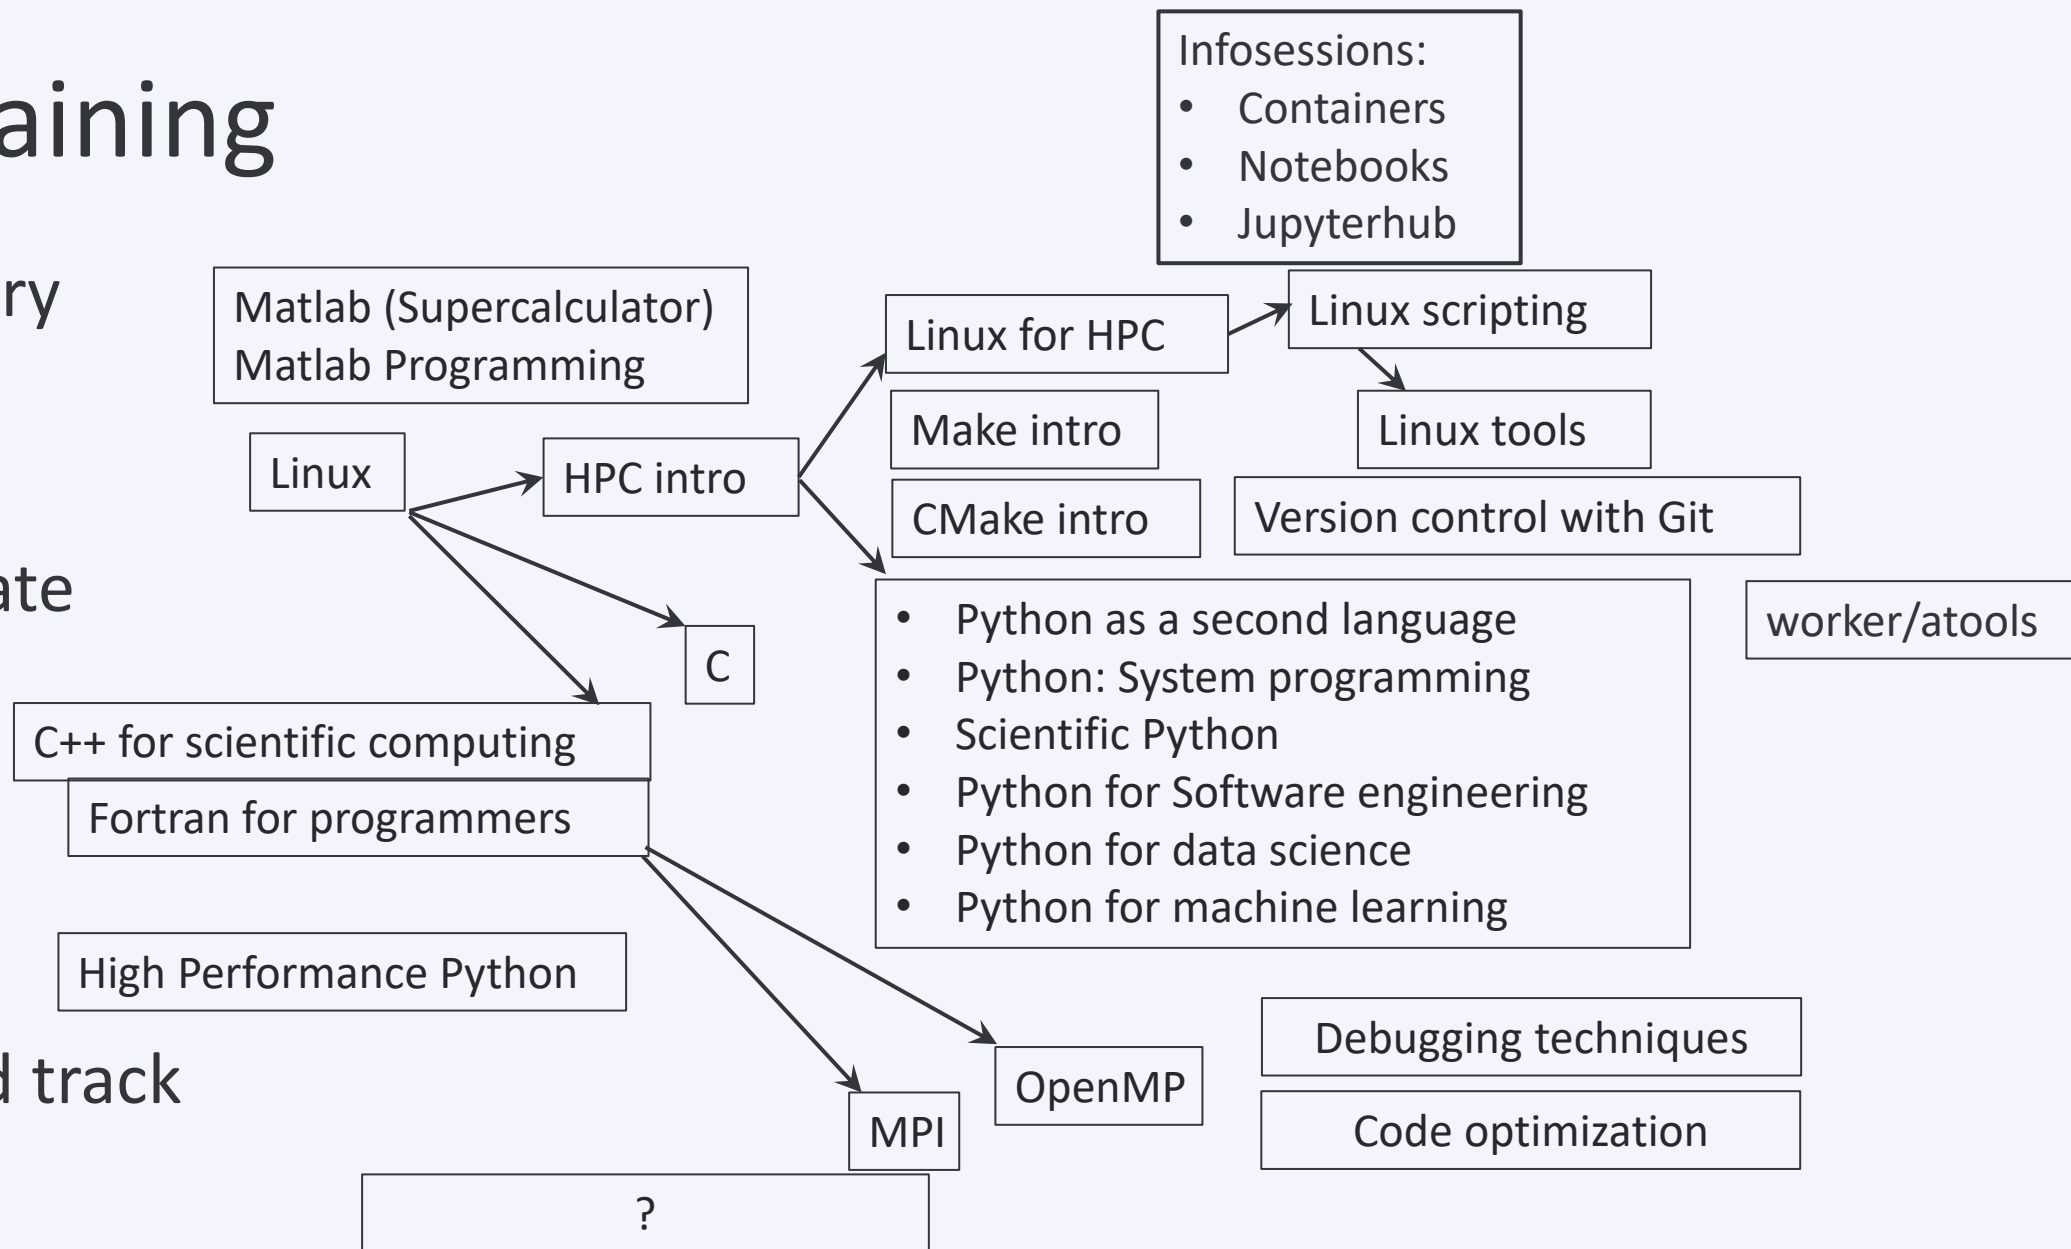 aining
Infosessions:
• Containers
• Notebooks
• Jupyterhub
ry
Matlab (Supercalculator)
Matlab Programming
Linux for HPC
Linux scripting
Make intro
Linux tools
Linux
HPC intro
CMake intro
Version control with Git
ate
C
• Python as a second language
• Python: System programming
• Scientific Python
• Python for Software engineering
• Python for data science
• Python for machine learning
worker/atools
C++ for scientific computing
Fortran for programmers
High Performance Python
d track
MPI
OpenMP
Debugging techniques
Code optimization
?